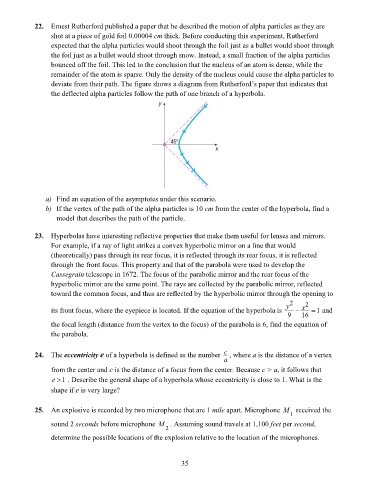 22. Ernest Rutherford published a paper that he described the motion of alpha particles as they are
shot at a piece of gold foil 0.00004 cm thick. Before conducting this experiment, Rutherford
expected that the alpha particles would shoot through the foil just as a bullet would shoot through
the foil just as a bullet would shoot through snow. Instead, a small fraction of the alpha particles
bounced off the foil. This led to the conclusion that the nucleus of an atom is dense, while the
remainder of the atom is sparse. Only the density of the nucleus could cause the alpha particles to
deviate from their path. The figure shows a diagram from Rutherford's paper that indicates that
the deflected alpha particles follow the path of one branch of a hyperbola.
y
45°
x
a) Find an equation of the asymptotes under this scenario.
b) If the vertex of the path of the alpha particles is 10 cm from the center of the hyperbola, find a
model that describes the path of the particle.
23. Hyperbolas have interesting reflective properties that make them useful for lenses and mirrors.
For example, if a ray of light strikes a convex hyperbolic mirror on a line that would
(theoretically) pass through its rear focus, it is reflected through its rear focus, it is reflected
through the front focus. This property and that of the parabola were used to develop the
Cassegrain telescope in 1672. The focus of the parabolic mirror and the rear focus of the
hyperbolic mirror are the same point. The rays are collected by the parabolic mirror, reflected
toward the common focus, and thus are reflected by the hyperbolic mirror through the opening to
its front focus, where the eyepiece is located. If the equation of the hyperbola is y²/9 − x²/16 = 1 and
the focal length (distance from the vertex to the focus) of the parabola is 6, find the equation of
the parabola.
24. The eccentricity e of a hyperbola is defined as the number c/a, where a is the distance of a vertex
from the center and c is the distance of a focus from the center. Because c > a, it follows that
e > 1. Describe the general shape of a hyperbola whose eccentricity is close to 1. What is the
shape if e is very large?
25. An explosive is recorded by two microphone that are 1 mile apart. Microphone M₁ received the
sound 2 seconds before microphone M₂. Assuming sound travels at 1,100 feet per second,
determine the possible locations of the explosion relative to the location of the microphones.
35